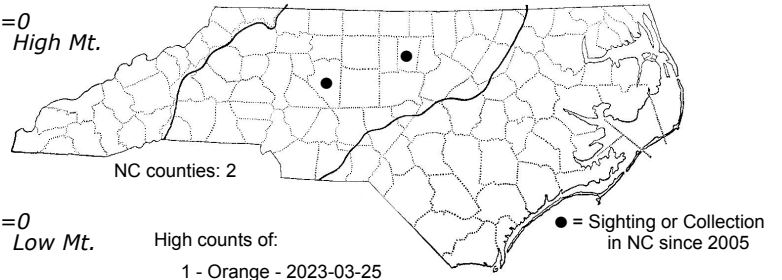 =0
High Mt.
NC counties: 2
=0
Low Mt.
High counts of:
1 - Orange - 2023-03-25
● = Sighting or Collection
in NC since 2005